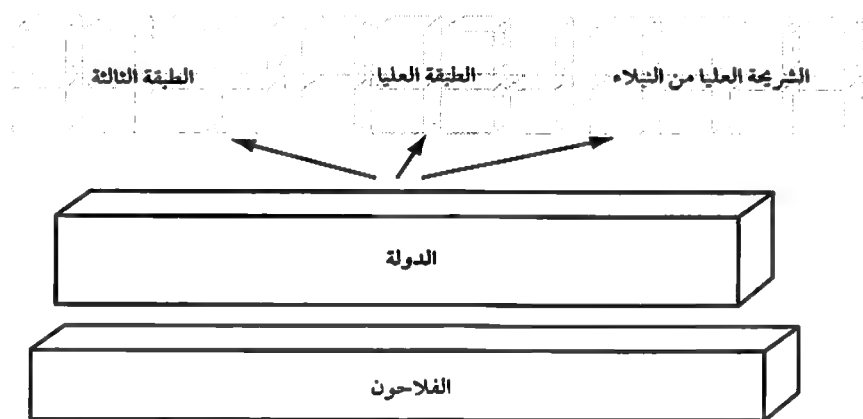 الشريحة العليا من النبلاء
الطبقة العليا
الطبقة الثالثة
الدولة
الفلاحون